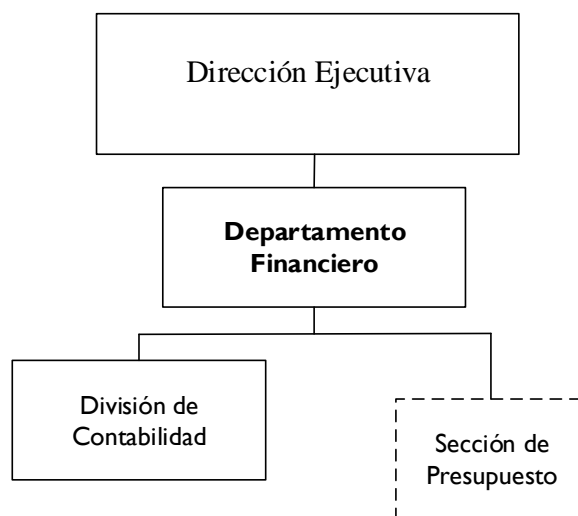 Dirección Ejecutiva
Departamento
Financiero
División de
Contabilidad
Sección de
Presupuesto